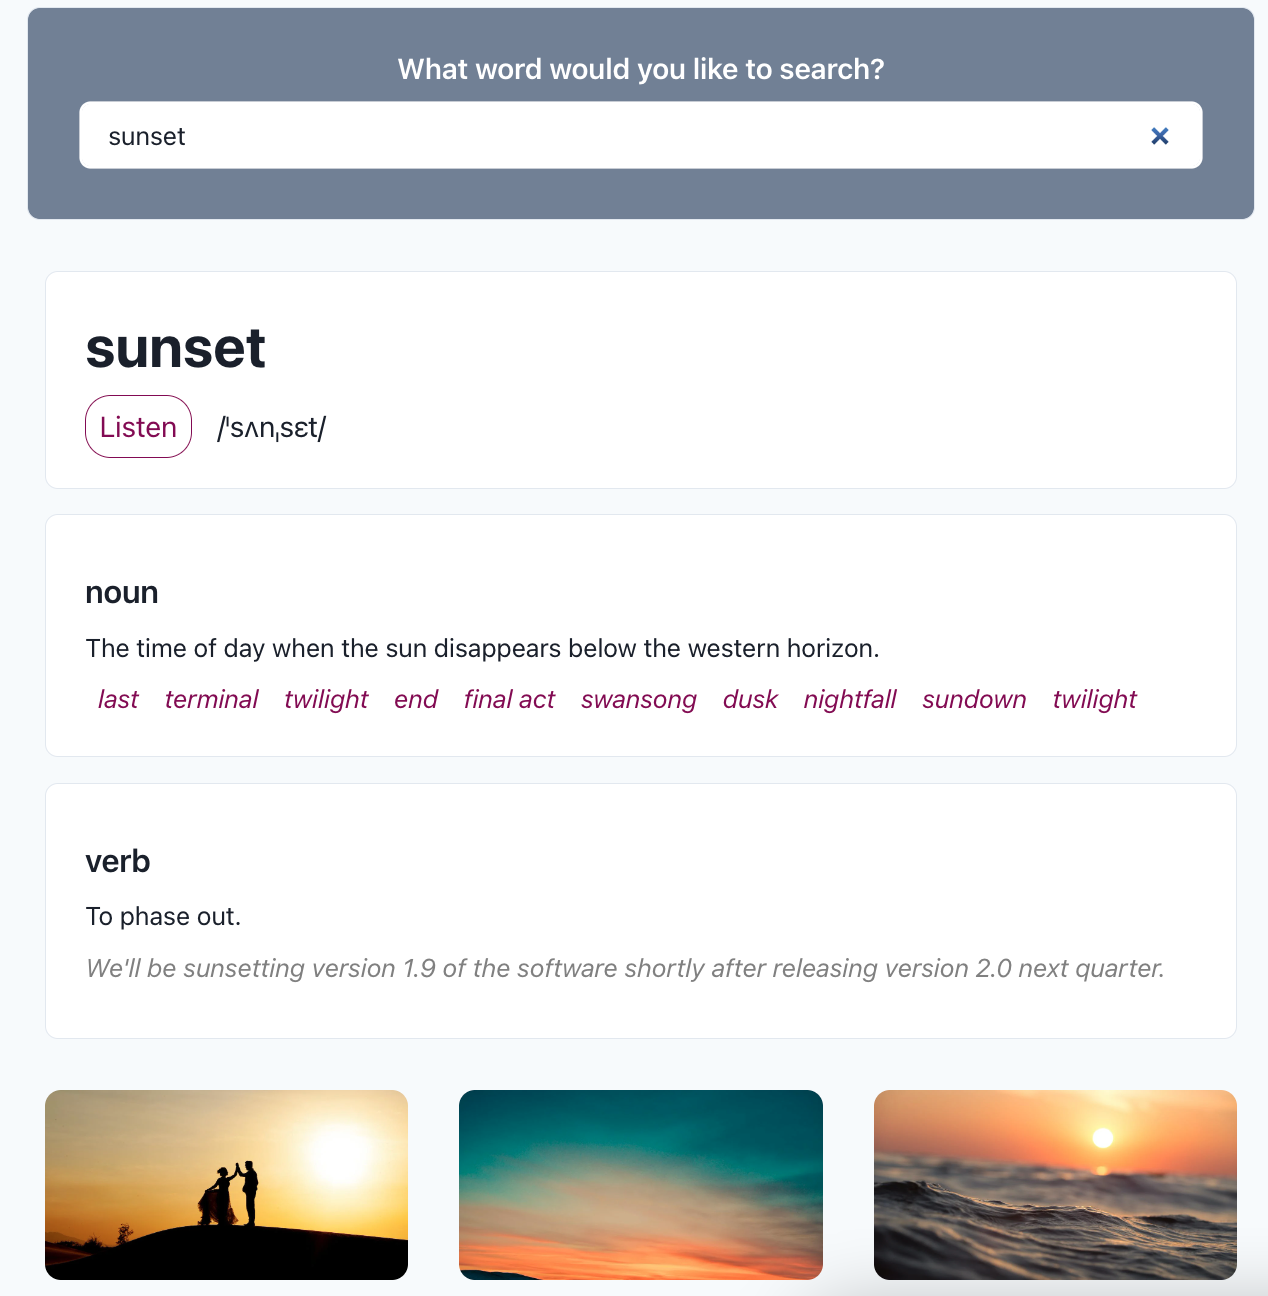 What word would you like to search?
sunset
sunset
Listen /ˈsʌnˌsɛt/
noun
The time of day when the sun disappears below the western horizon.
last terminal twilight end final act swansong dusk nightfall sundown twilight
verb
To phase out.
We'll be sunsetting version 1.9 of the software shortly after releasing version 2.0 next quarter.